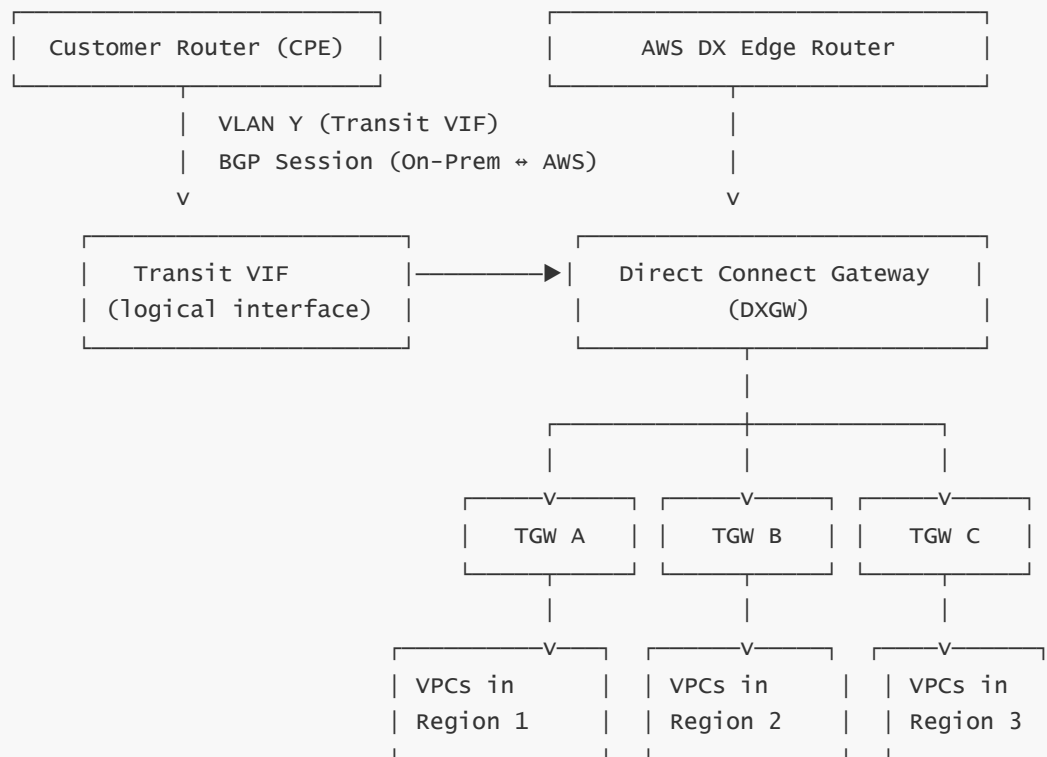 Customer Router (CPE)
AWS DX Edge Router
VLAN Y (Transit VIF)
BGP Session (On-Prem ↔ AWS)
Transit VIF
(logical interface)
Direct Connect Gateway
(DXGW)
TGW A
TGW B
TGW C
VPCs in
Region 1
VPCs in
Region 2
VPCs in
Region 3